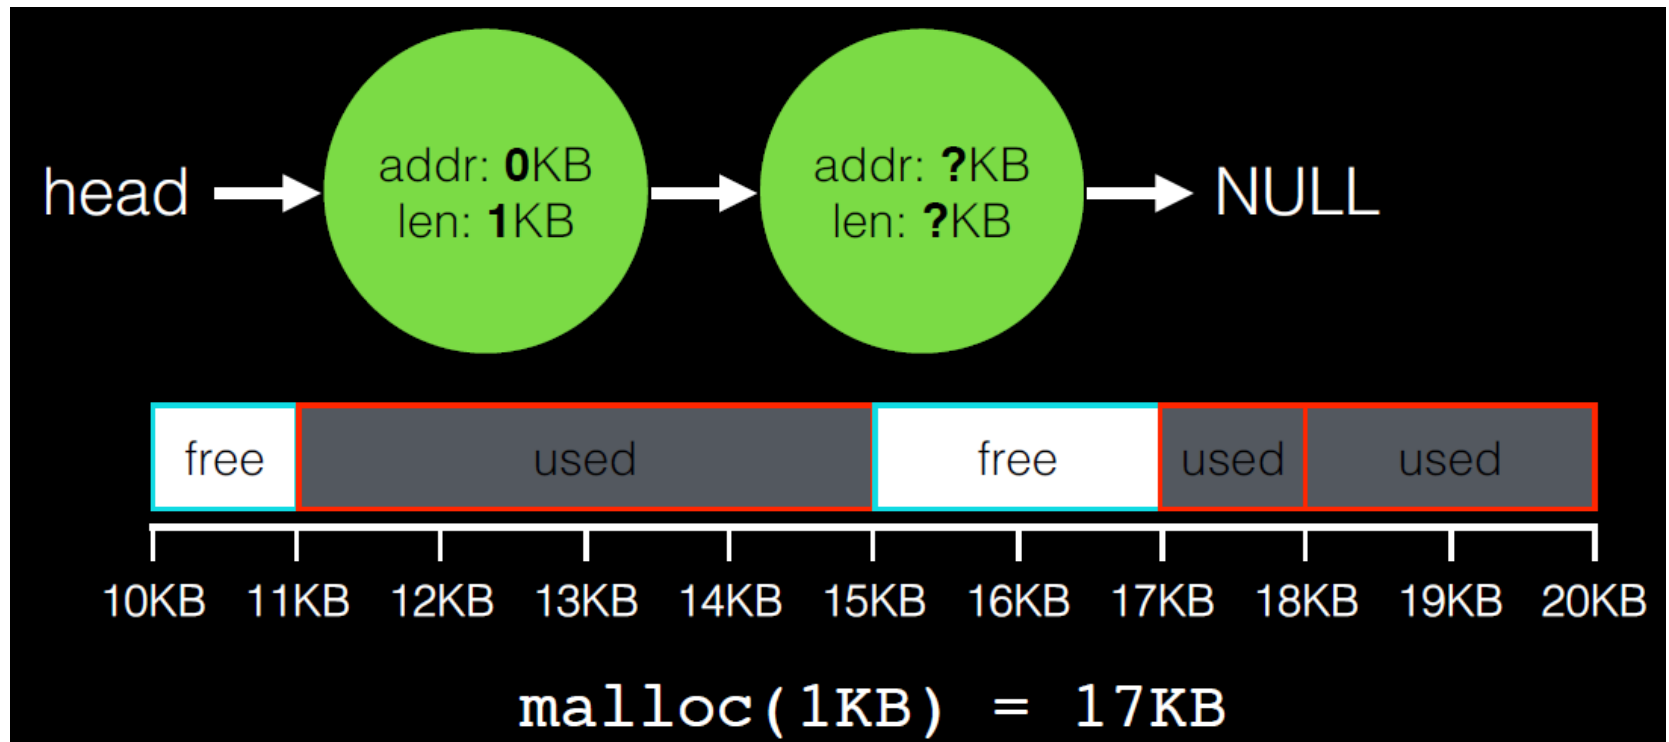 head
addr: 0KB
len: 1KB
addr: ?KB
len: ?KB
NULL
free
used
free
used
used
10KB 11KB 12KB 13KB 14KB 15KB 16KB 17KB 18KB 19KB 20KB
malloc(1KB) = 17KB